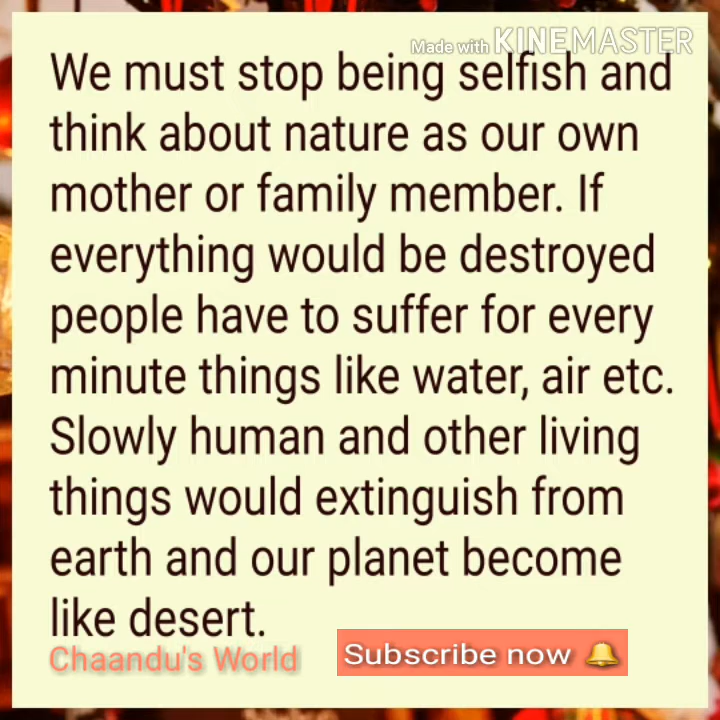 Made with KINEMASTER
We must stop being selfish and
think about nature as our own
mother or family member. If
everything would be destroyed
people have to suffer for every
minute things like water, air etc.
Slowly human and other living
things would extinguish from
earth and our planet become
like desert.
Chaandu's World
Subscribe now 🔔